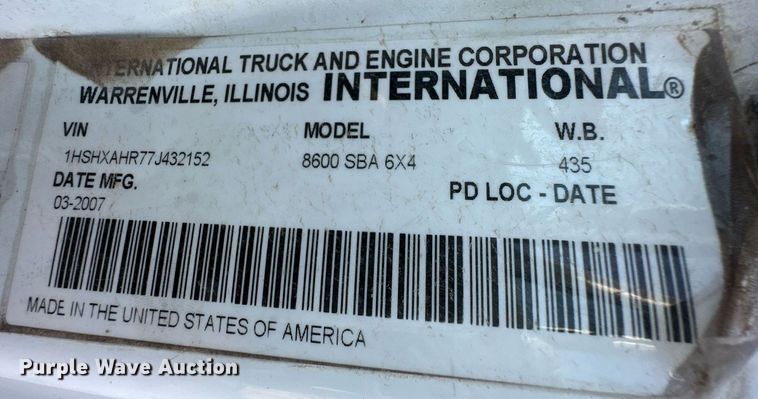 INTERNATIONAL TRUCK AND ENGINE CORPORATION
WARRENVILLE, ILLINOIS INTERNATIONAL®
VIN MODEL W.B.
1HSHXAHR77J432152 8600 SBA 6X4 435
DATE MFG. PD LOC - DATE
03-2007
MADE IN THE UNITED STATES OF AMERICA
Purple Wave Auction